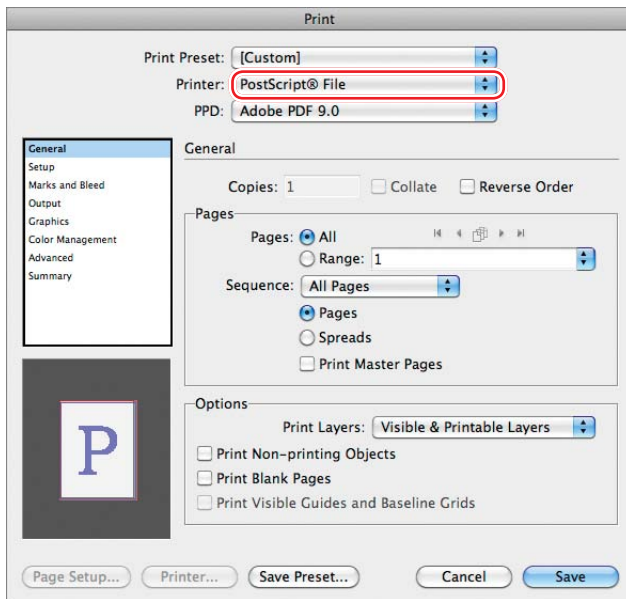 Print
Print Preset: [Custom]
Printer: PostScript® File
PPD: Adobe PDF 9.0
General
Setup
Marks and Bleed
Output
Graphics
Color Management
Advanced
Summary
General
Copies: 1 Collate Reverse Order
Pages
Pages: All
Range: 1
Sequence: All Pages
Pages
Spreads
Print Master Pages
Options
Print Layers: Visible & Printable Layers
Print Non-printing Objects
Print Blank Pages
Print Visible Guides and Baseline Grids
P
Page Setup... Printer... Save Preset... Cancel Save